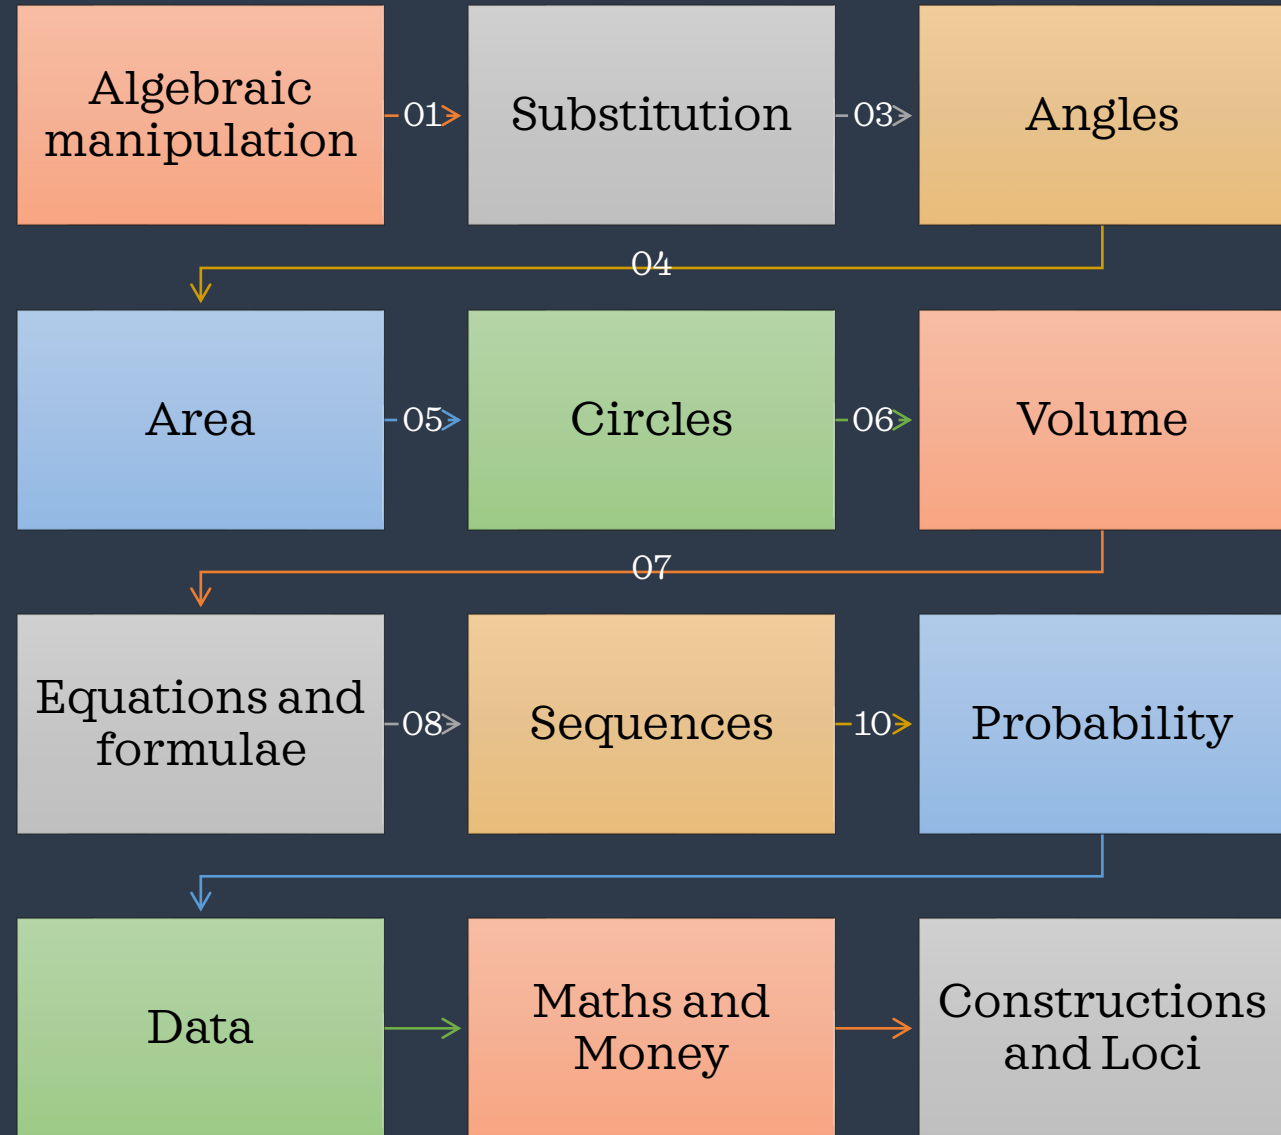 Algebraic
manipulation
01
Substitution
03
Angles
04
Area
05
Circles
06
Volume
07
Equations and
formulae
08
Sequences
10
Probability
Data
Maths and
Money
Constructions
and Loci